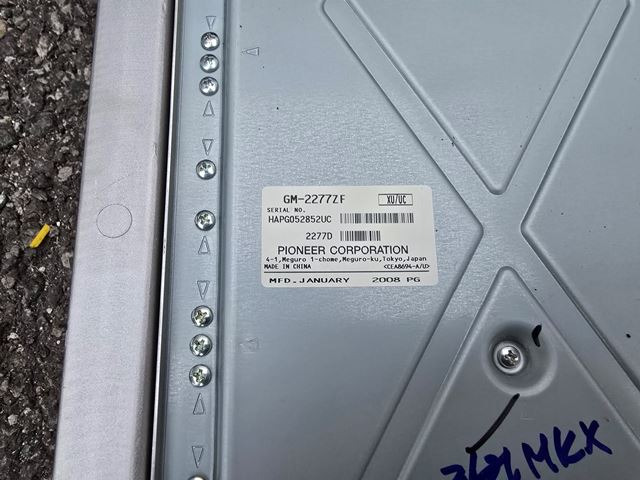 GM-2277ZF XU/UC
SERIAL NO.
HAPG052852UC
2277D
PIONEER CORPORATION
4-1,Meguro 1-chome,Meguro-ku,Tokyo,Japan
MADE IN CHINA <CEA8694-A/U>
MFD.JANUARY 2008 PG
MKX